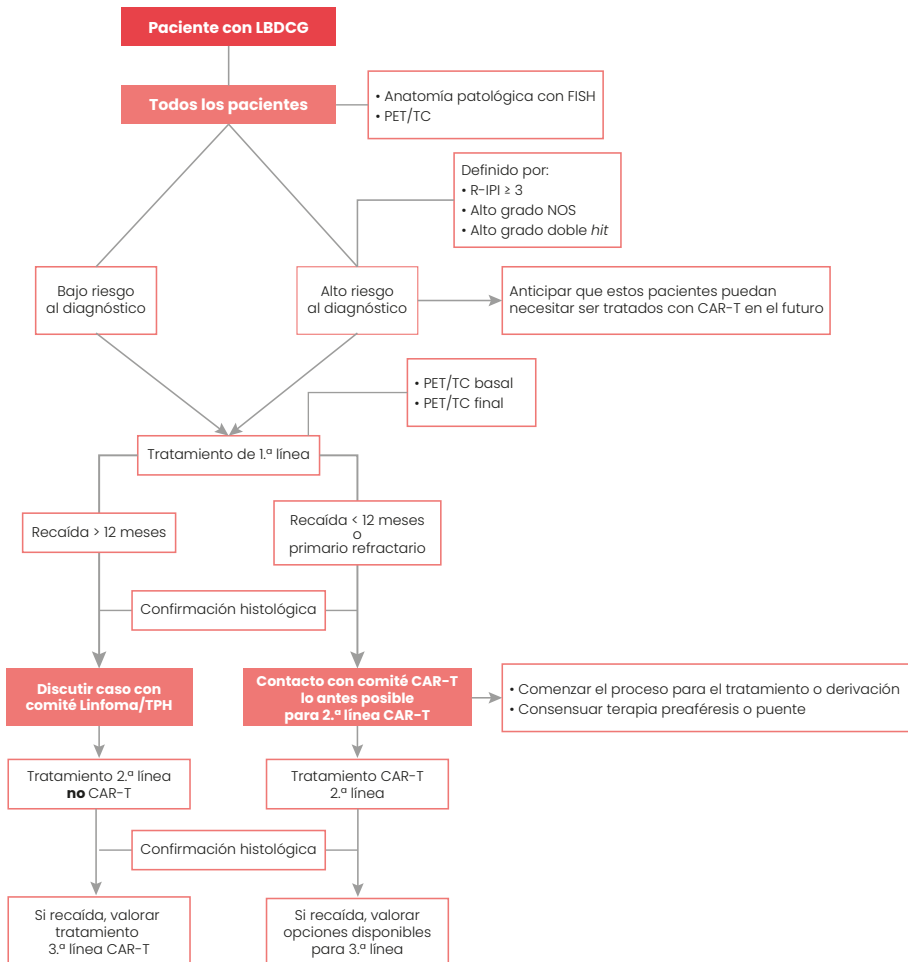 Paciente con LBDCG
Todos los pacientes
• Anatomía patológica con FISH
• PET/TC
Definido por:
• R-IPI ≥ 3
• Alto grado NOS
• Alto grado doble hit
Bajo riesgo
al diagnóstico
Alto riesgo
al diagnóstico
Anticipar que estos pacientes puedan
necesitar ser tratados con CAR-T en el futuro
• PET/TC basal
• PET/TC final
Tratamiento de 1.ª línea
Recaída > 12 meses
Recaída < 12 meses
o
primario refractario
Confirmación histológica
Discutir caso con
comité Linfoma/TPH
Contacto con comité CAR-T
lo antes posible
para 2.ª línea CAR-T
• Comenzar el proceso para el tratamiento o derivación
• Consensuar terapia preaféresis o puente
Tratamiento 2.ª línea
no CAR-T
Tratamiento CAR-T
2.ª línea
Confirmación histológica
Si recaída, valorar
tratamiento
3.ª línea CAR-T
Si recaída, valorar
opciones disponibles
para 3.ª línea